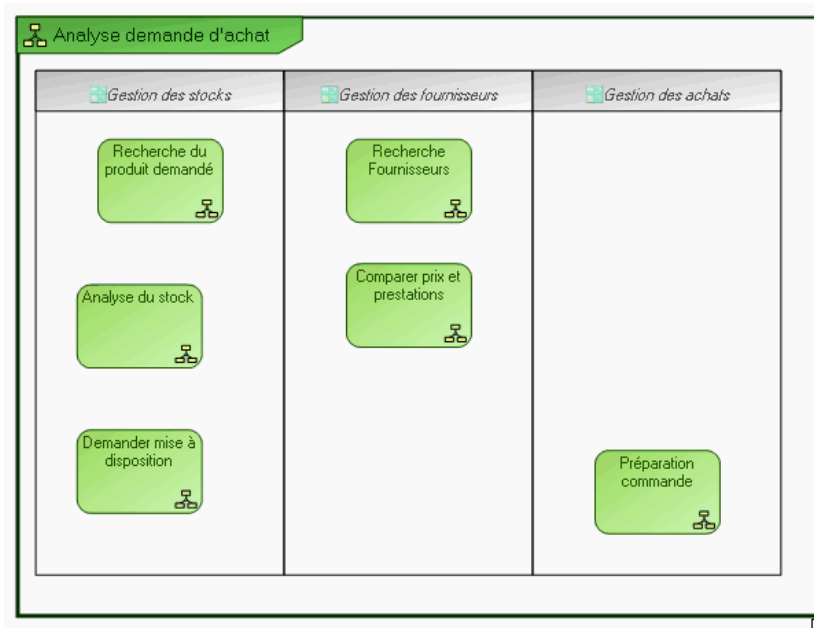 Analyse demande d'achat
Gestion des stocks
Gestion des fournisseurs
Gestion des achats
Recherche du
produit demandé
Recherche
Fournisseurs
Comparer prix et
prestations
Analyse du stock
Demander mise à
disposition
Préparation
commande